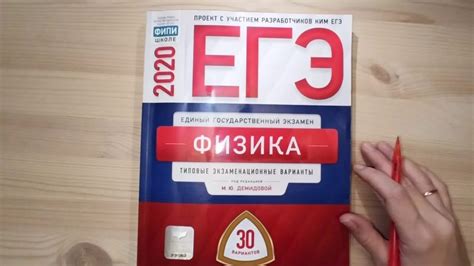 ПРОЕКТ С УЧАСТИЕМ РАЗРАБОТЧИКОВ КИМ ЕГЭ
ФИПИ
ШКОЛЕ
2020
ЕГЭ
ЕДИНЫЙ ГОСУДАРСТВЕННЫЙ ЭКЗАМЕН
ФИЗИКА
ТИПОВЫЕ ЭКЗАМЕНАЦИОННЫЕ ВАРИАНТЫ
ПОД РЕДАКЦИЕЙ
М. Ю. ДЕМИДОВОЙ
30
ВАРИАНТОВ